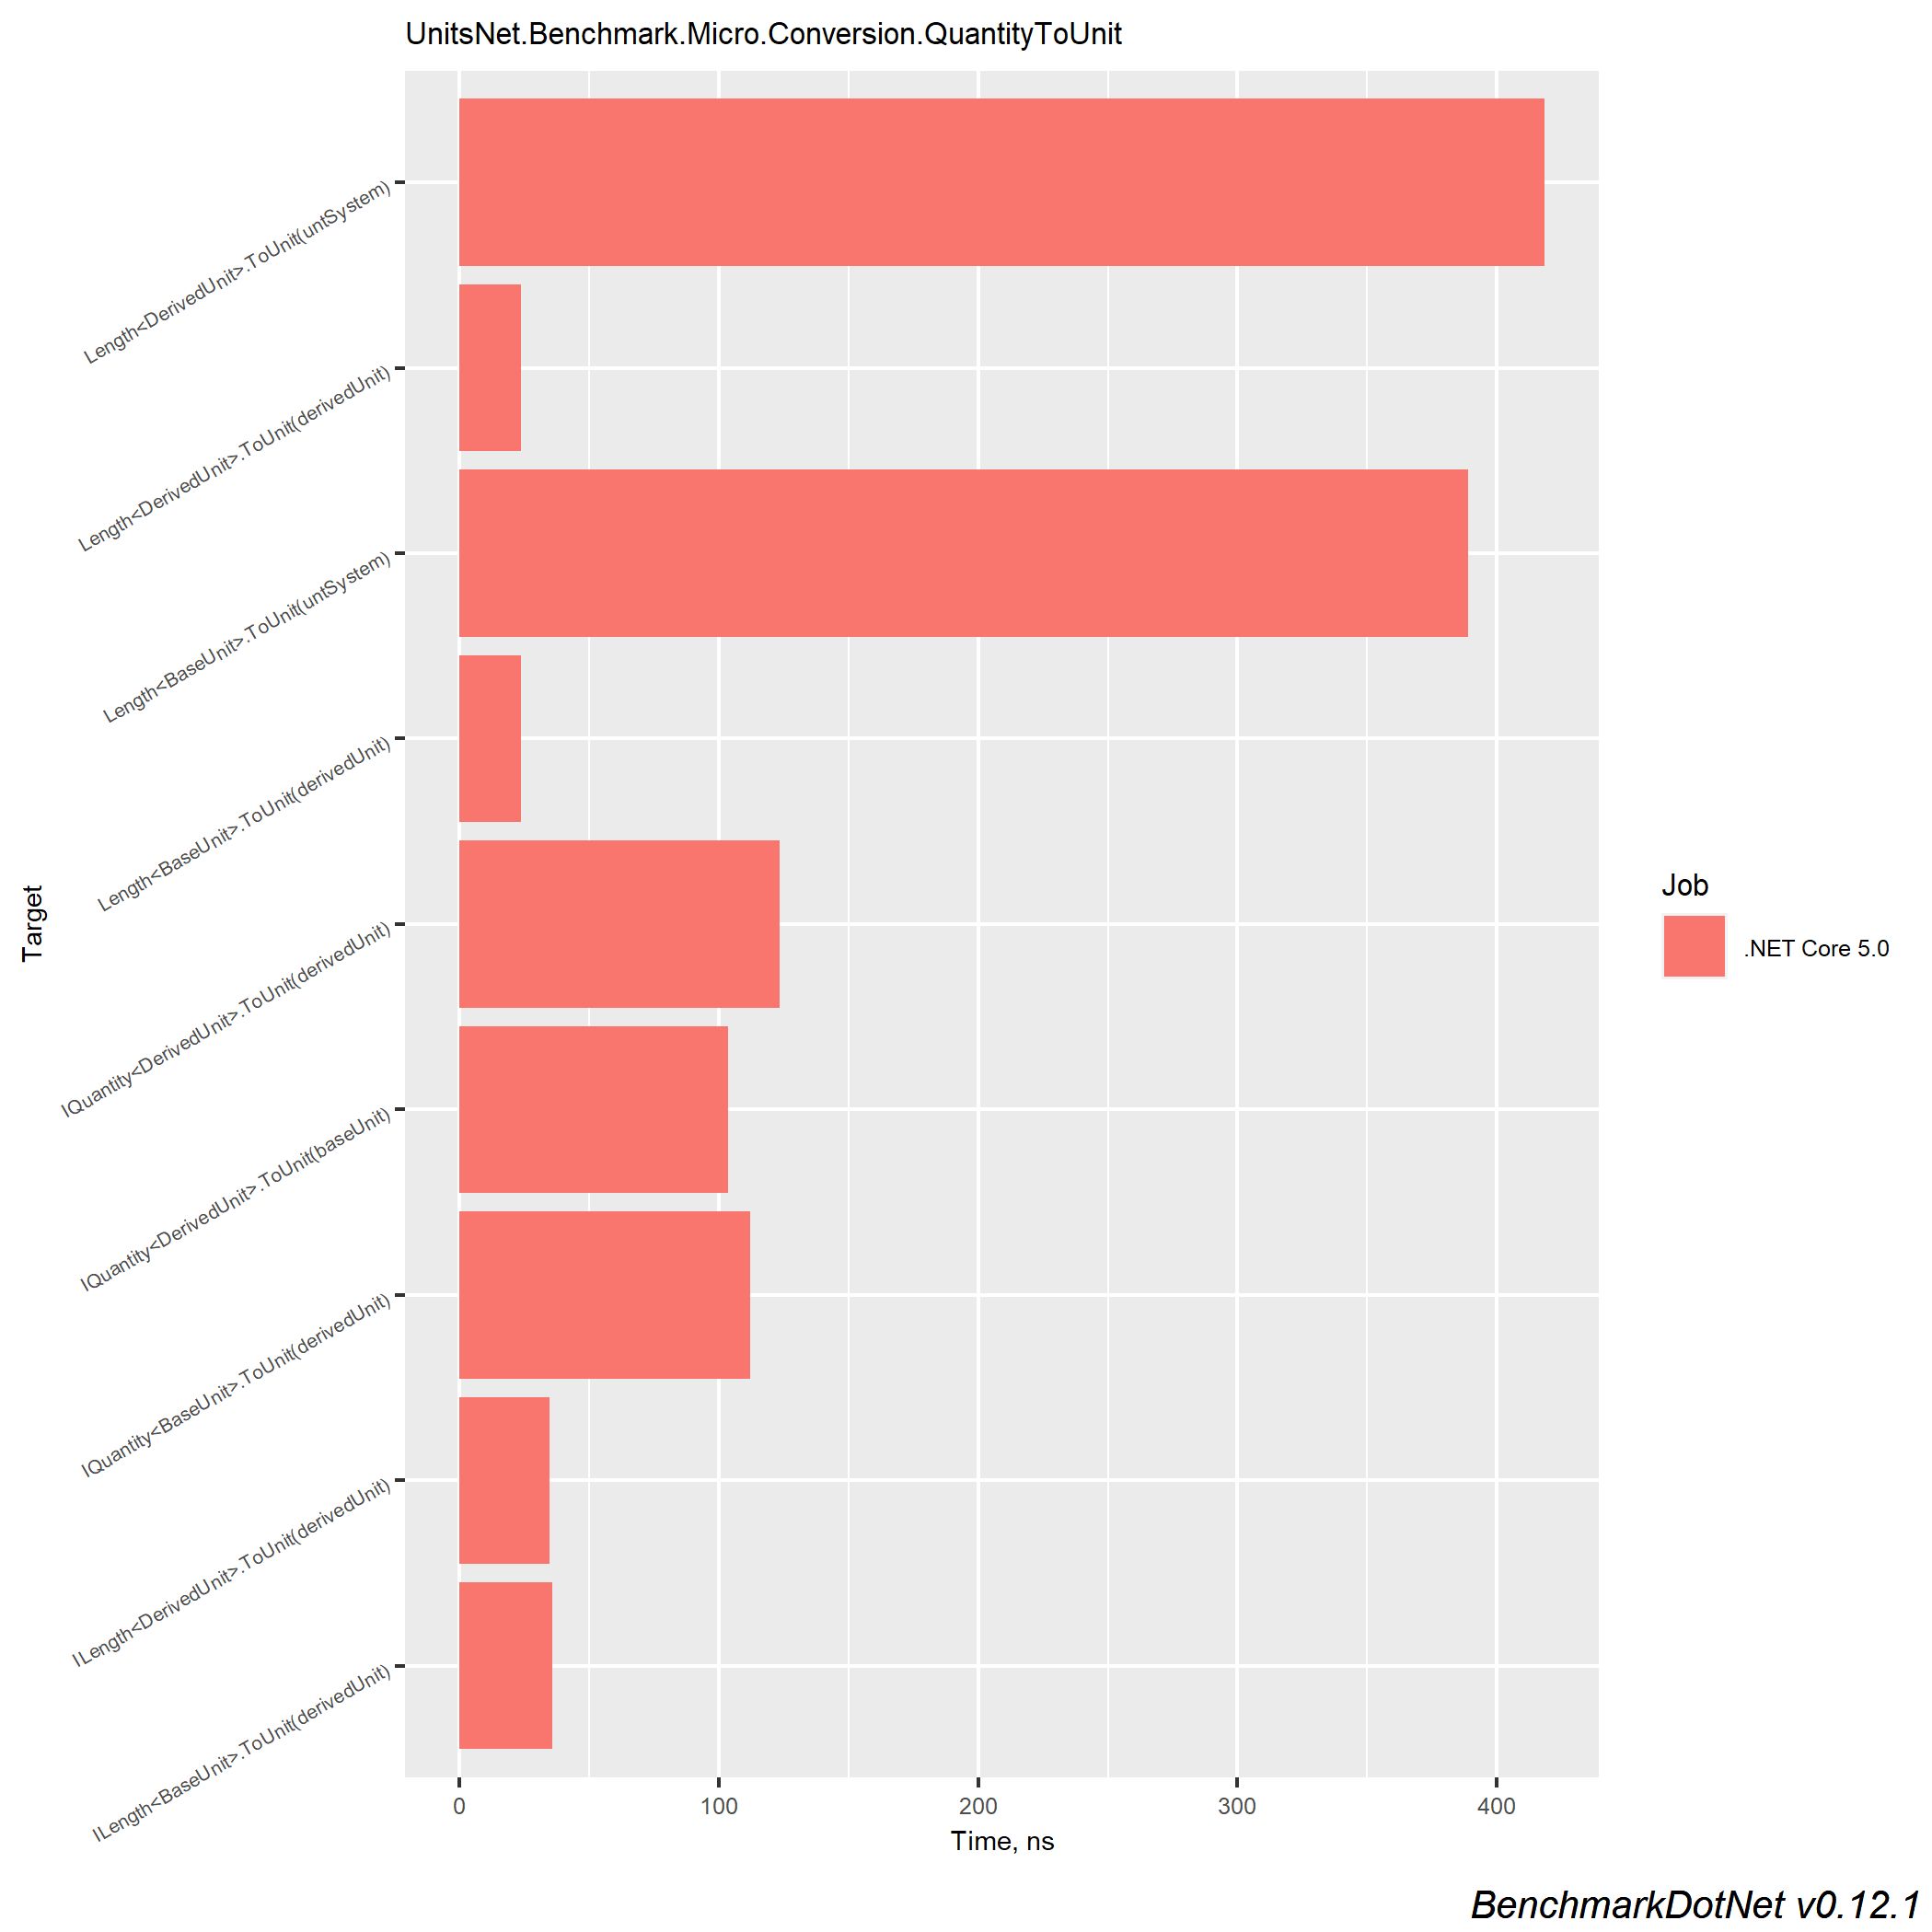 UnitsNet.Benchmark.Micro.Conversion.QuantityToUnit
Length<DerivedUnit>.ToUnit(untSystem)
Length<DerivedUnit>.ToUnit(derivedUnit)
Length<BaseUnit>.ToUnit(untSystem)
Length<BaseUnit>.ToUnit(derivedUnit)
IQuantity<DerivedUnit>.ToUnit(derivedUnit)
IQuantity<DerivedUnit>.ToUnit(baseUnit)
IQuantity<BaseUnit>.ToUnit(derivedUnit)
ILength<DerivedUnit>.ToUnit(derivedUnit)
ILength<BaseUnit>.ToUnit(derivedUnit)
Target
0 100 200 300 400
Time, ns
Job
.NET Core 5.0
BenchmarkDotNet v0.12.1